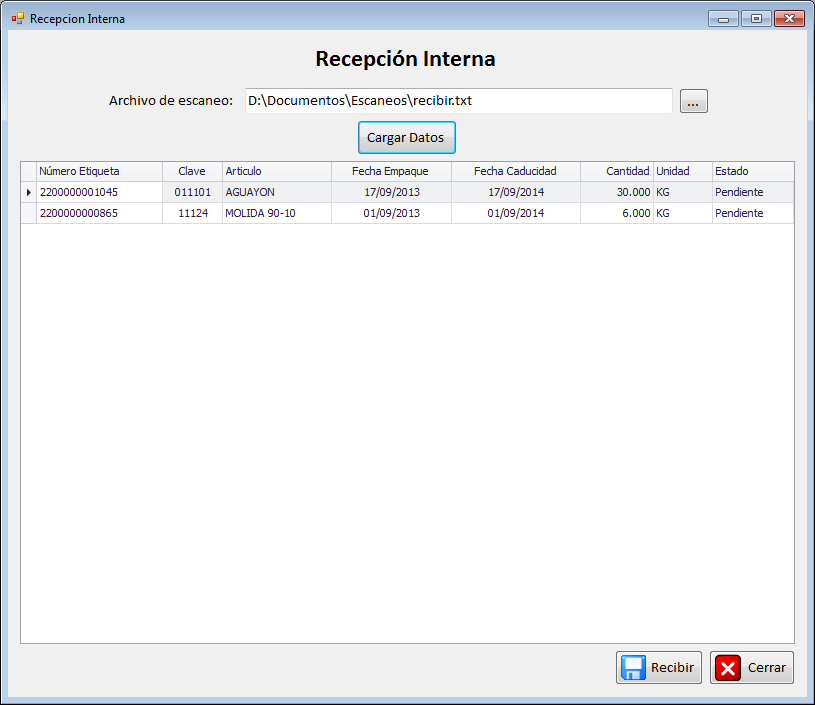 Recepcion Interna
Recepción Interna
Archivo de escaneo: D:\Documentos\Escaneos\recibir.txt ...
Cargar Datos
Número Etiqueta Clave Articulo Fecha Empaque Fecha Caducidad Cantidad Unidad Estado
2200000001045 011101 AGUAYON 17/09/2013 17/09/2014 30.000 KG Pendiente
2200000000865 11124 MOLIDA 90-10 01/09/2013 01/09/2014 6.000 KG Pendiente
Recibir Cerrar